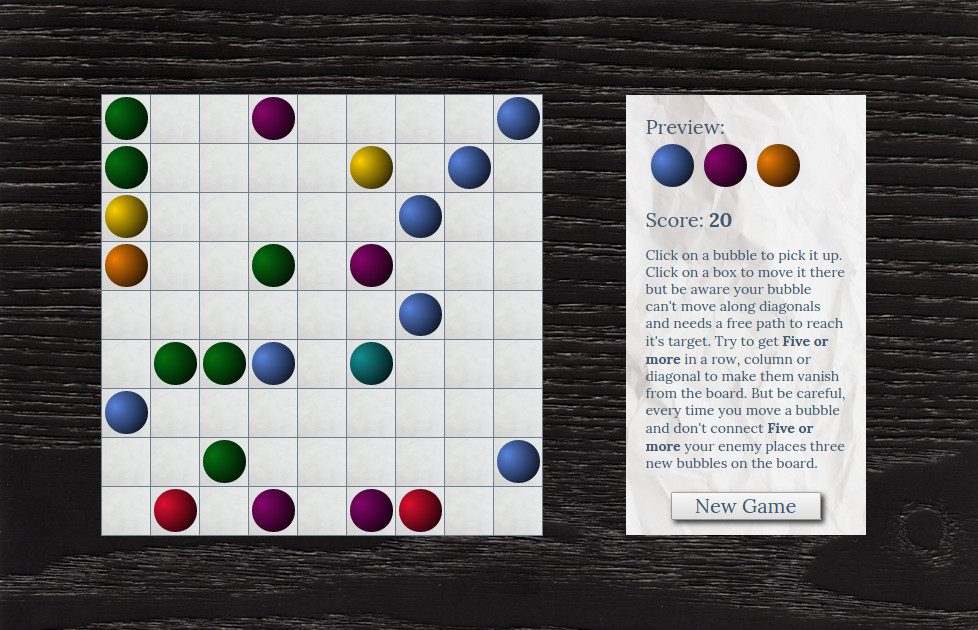 Preview:
Score: 20
Click on a bubble to pick it up.
Click on a box to move it there
but be aware your bubble
can't move along diagonals
and needs a free path to reach
it's target. Try to get Five or
more in a row, column or
diagonal to make them vanish
from the board. But be careful,
every time you move a bubble
and don't connect Five or
more your enemy places three
new bubbles on the board.
New Game